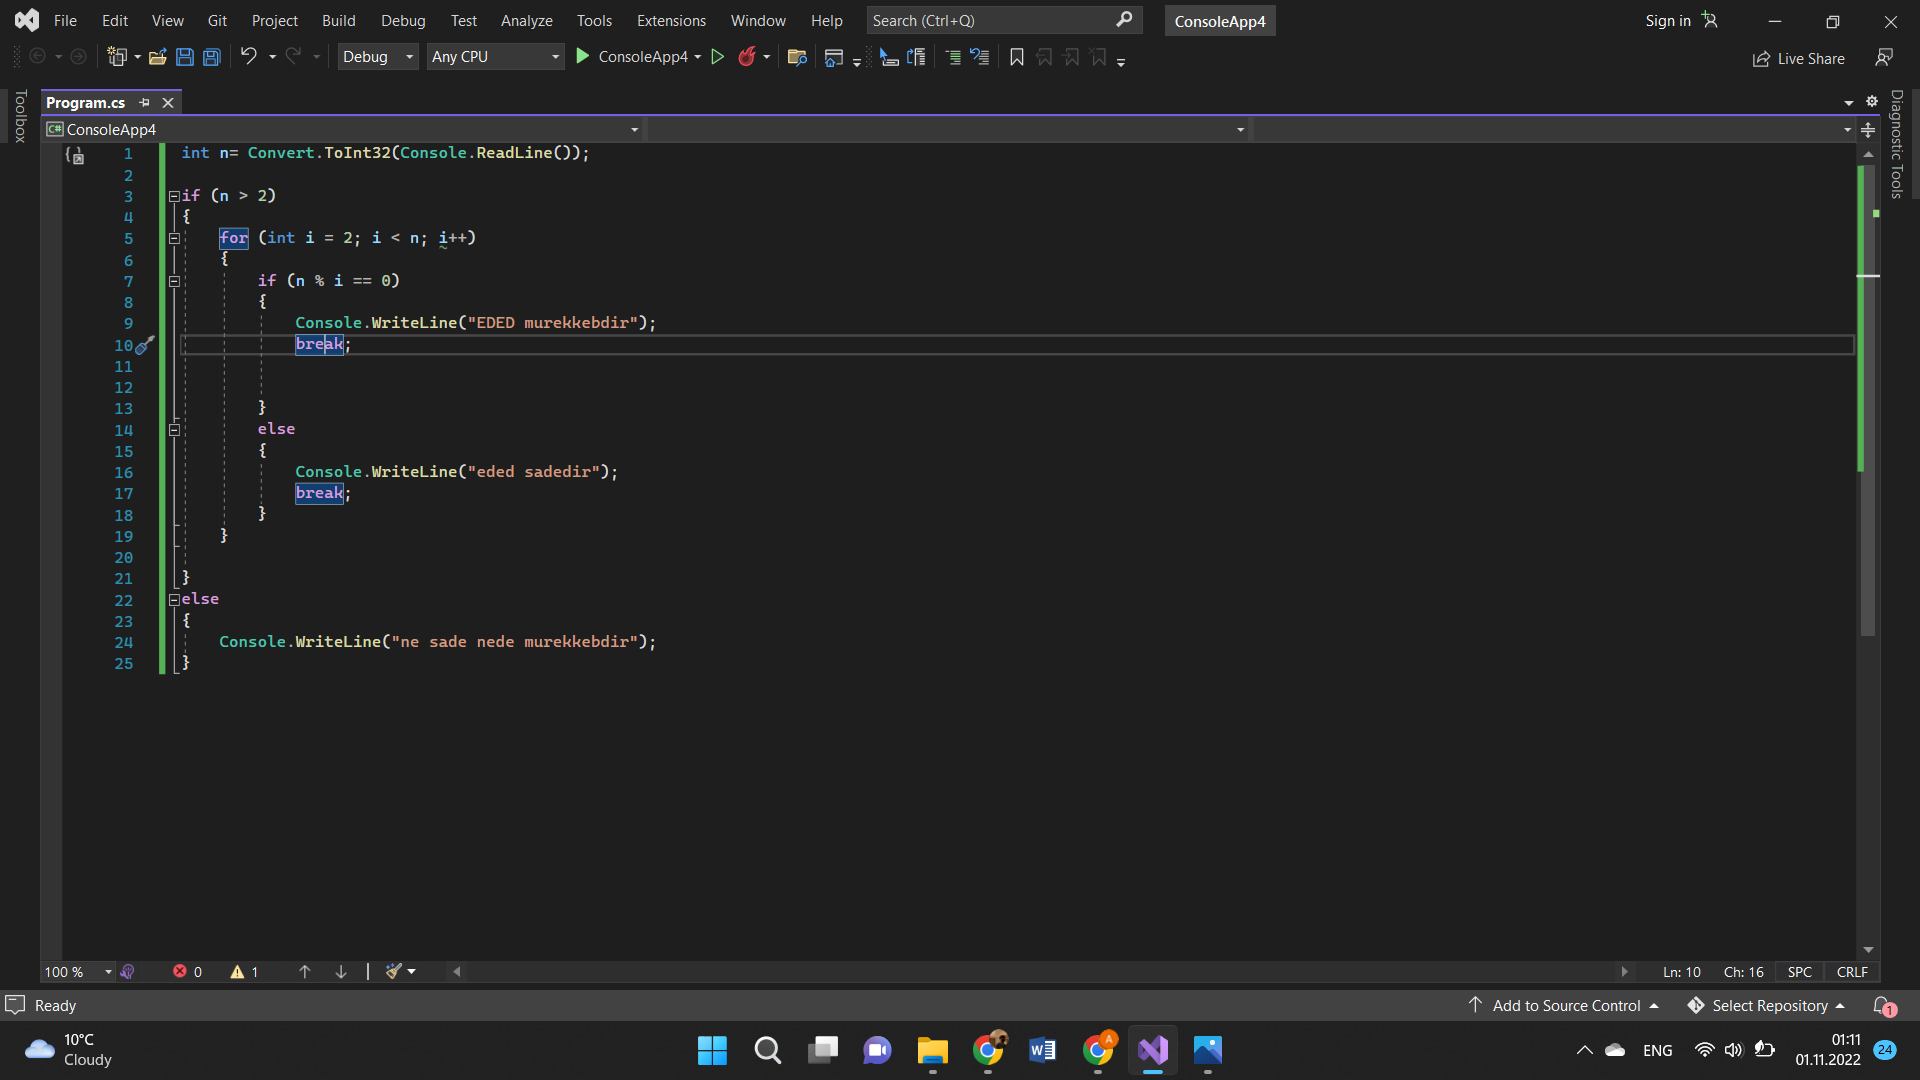 File Edit View Git Project Build Debug Test Analyze Tools Extensions Window Help Search (Ctrl+Q) ConsoleApp4 Sign in
Debug Any CPU ConsoleApp4 Live Share
Toolbox
Program.cs
Diagnostic Tools
C# ConsoleApp4
1 int n= Convert.ToInt32(Console.ReadLine());
2
3 if (n > 2)
4 {
5 for (int i = 2; i < n; i++)
6 {
7 if (n % i == 0)
8 {
9 Console.WriteLine("EDED murekkebdir");
10 break;
11
12
13 }
14 else
15 {
16 Console.WriteLine("eded sadedir");
17 break;
18 }
19 }
20
21 }
22 else
23 {
24 Console.WriteLine("ne sade nede murekkebdir");
25 }
100 % 0 1 Ln: 10 Ch: 16 SPC CRLF
Ready Add to Source Control Select Repository 1
10°C
Cloudy
W
A
ENG
01:11
01.11.2022
24